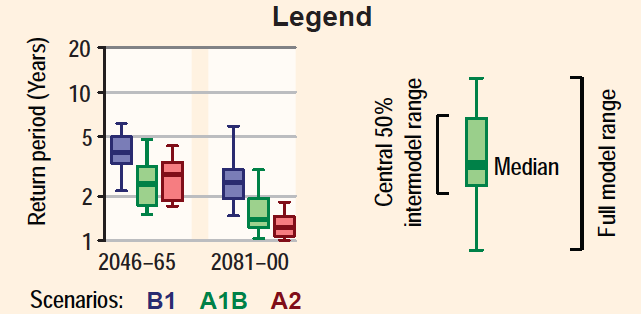 Legend
Return period (Years)
20
10
5
2
1
2046–65
2081–00
Scenarios: B1 A1B A2
Central 50%
intermodel range
Median
Full model range